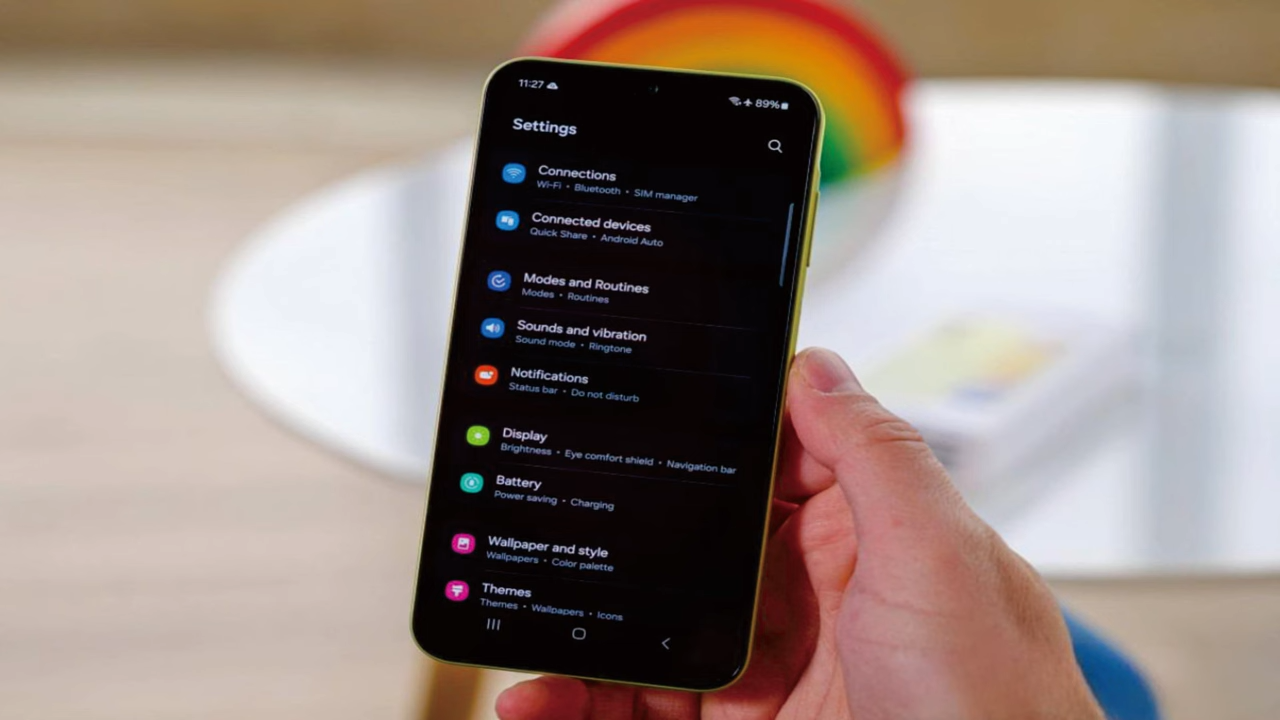 11:27
89%
Settings
Connections
Wi-Fi • Bluetooth • SIM manager
Connected devices
Quick Share • Android Auto
Modes and Routines
Modes • Routines
Sounds and vibration
Sound mode • Ringtone
Notifications
Status bar • Do not disturb
Display
Brightness • Eye comfort shield • Navigation bar
Battery
Power saving • Charging
Wallpaper and style
Wallpapers • Color palette
Themes
Themes • Wallpapers • Icons